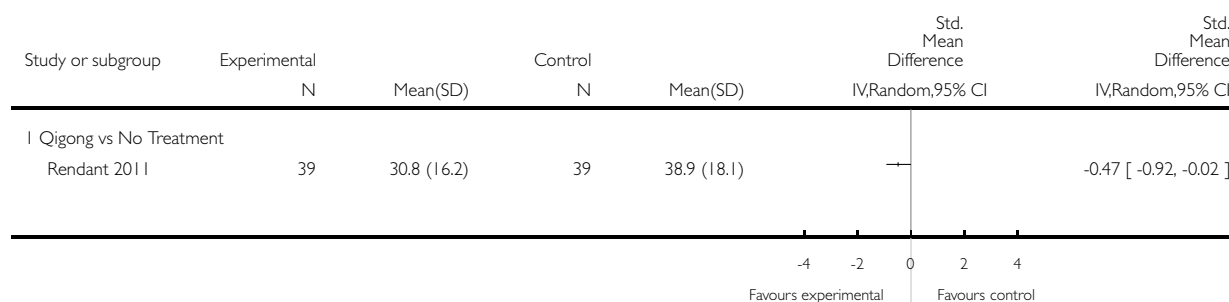 Std. Std.
Mean Mean
Study or subgroup Experimental Control Difference Difference
N Mean(SD) N Mean(SD) IV,Random,95% CI IV,Random,95% CI
1 Qigong vs No Treatment
Rendant 2011 39 30.8 (16.2) 39 38.9 (18.1) -0.47 [ -0.92, -0.02 ]
-4 -2 0 2 4
Favours experimental Favours control